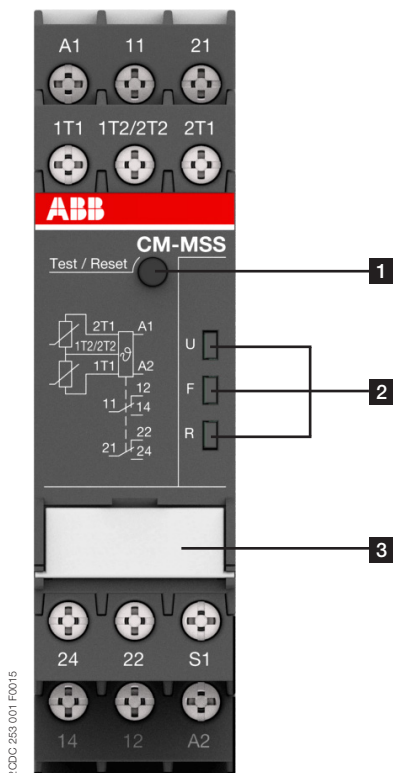 A1 11 21
1T1 1T2/2T2 2T1
ABB
CM-MSS
Test / Reset
1
2T1 A1
1T2/2T2
1T1 A2
12
11 14
22
21 24
U
F
R
2
3
24 22 S1
14 12 A2
2CDC 253 001 F0015